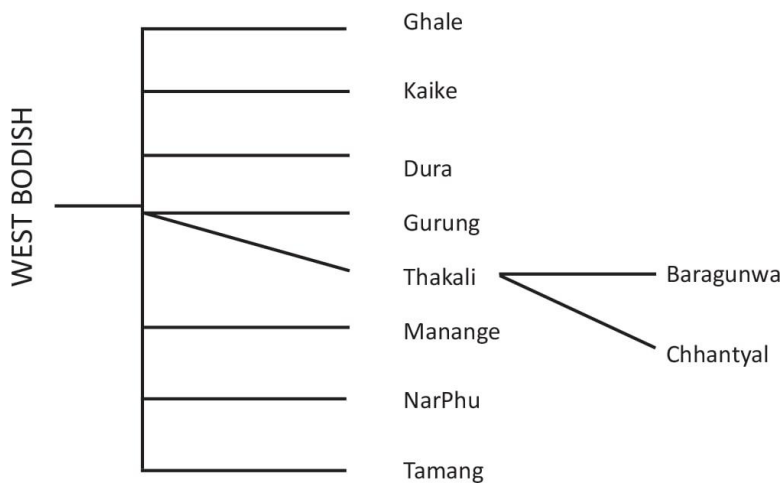 WEST BODISH
Ghale
Kaike
Dura
Gurung
Thakali
Baragunwa
Manange
Chhantyal
NarPhu
Tamang